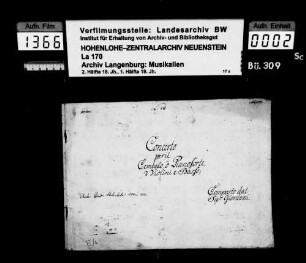 Aufn. Film
1366
Verfilmungsstelle: Landesarchiv BW
Institut für Erhaltung von Archiv- und Bibliotheksgut
HOHENLOHE-ZENTRALARCHIV NEUENSTEIN
La 170
Archiv Langenburg: Musikalien
2. Hälfte 18. Jh., 1. Hälfte 19. Jh.
Aufn. Einheit
0002
Sc
Bü. 309
Concerto
per il
Cembalo ò Pianoforte
2 Violini e Basso
Composto dal
Sigr Giordani